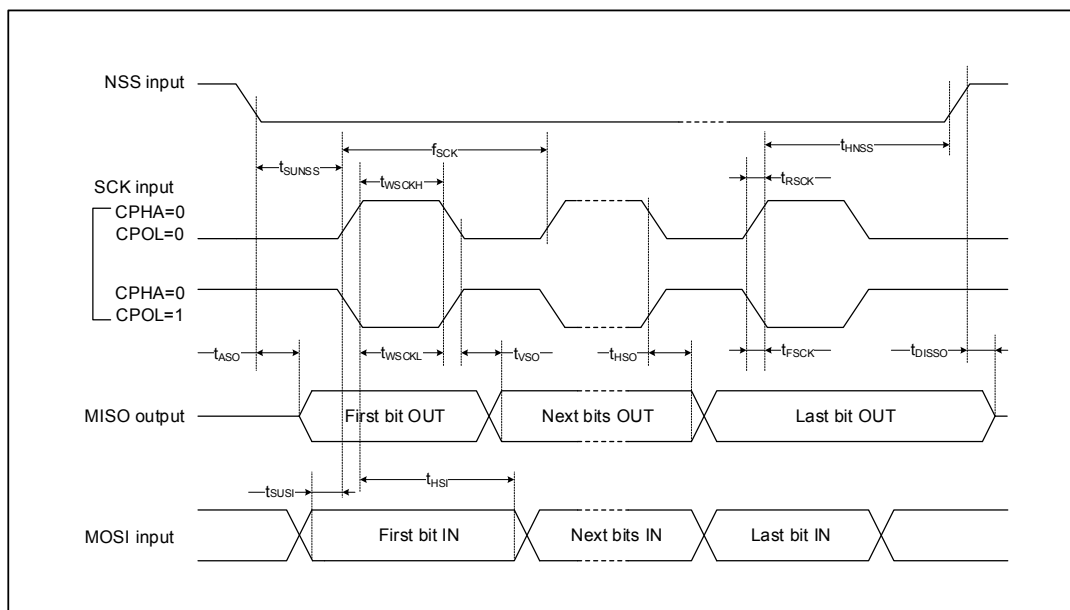 NSS input
fSCK
tHNSS
tSUNSS
tWSCKH
tRSCK
SCK input
CPHA=0
CPOL=0
CPHA=0
CPOL=1
tASO
tWSCKL
tVSO
tHSO
tFSCK
tDISSO
MISO output
First bit OUT
Next bits OUT
Last bit OUT
tSUSI
tHSI
MOSI input
First bit IN
Next bits IN
Last bit IN